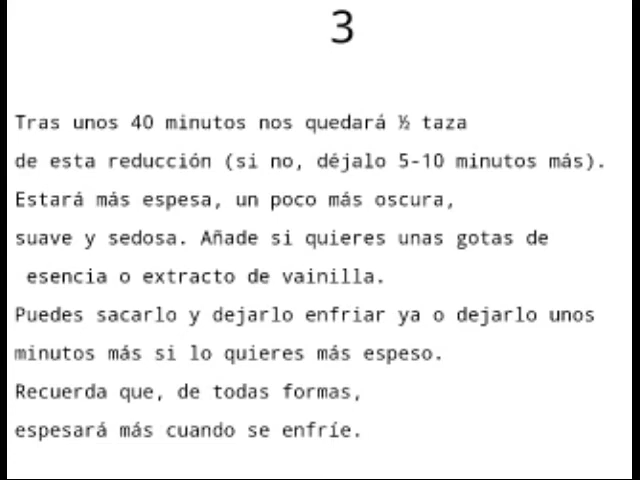 3
Tras unos 40 minutos nos quedará ½ taza
de esta reducción (si no, déjalo 5-10 minutos más).
Estará más espesa, un poco más oscura,
suave y sedosa. Añade si quieres unas gotas de
esencia o extracto de vainilla.
Puedes sacarlo y dejarlo enfriar ya o dejarlo unos
minutos más si lo quieres más espeso.
Recuerda que, de todas formas,
espesará más cuando se enfríe.